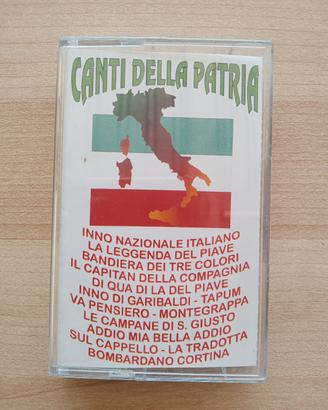 CANTI DELLA PATRIA
INNO NAZIONALE ITALIANO
LA LEGGENDA DEL PIAVE
BANDIERA DEI TRE COLORI
IL CAPITAN DELLA COMPAGNIA
DI QUA DI LA DEL PIAVE
INNO DI GARIBALDI - TAPUM
VA PENSIERO - MONTEGRAPPA
LE CAMPANE DI S. GIUSTO
ADDIO MIA BELLA ADDIO
SUL CAPPELLO - LA TRADOTTA
BOMBARDANO CORTINA